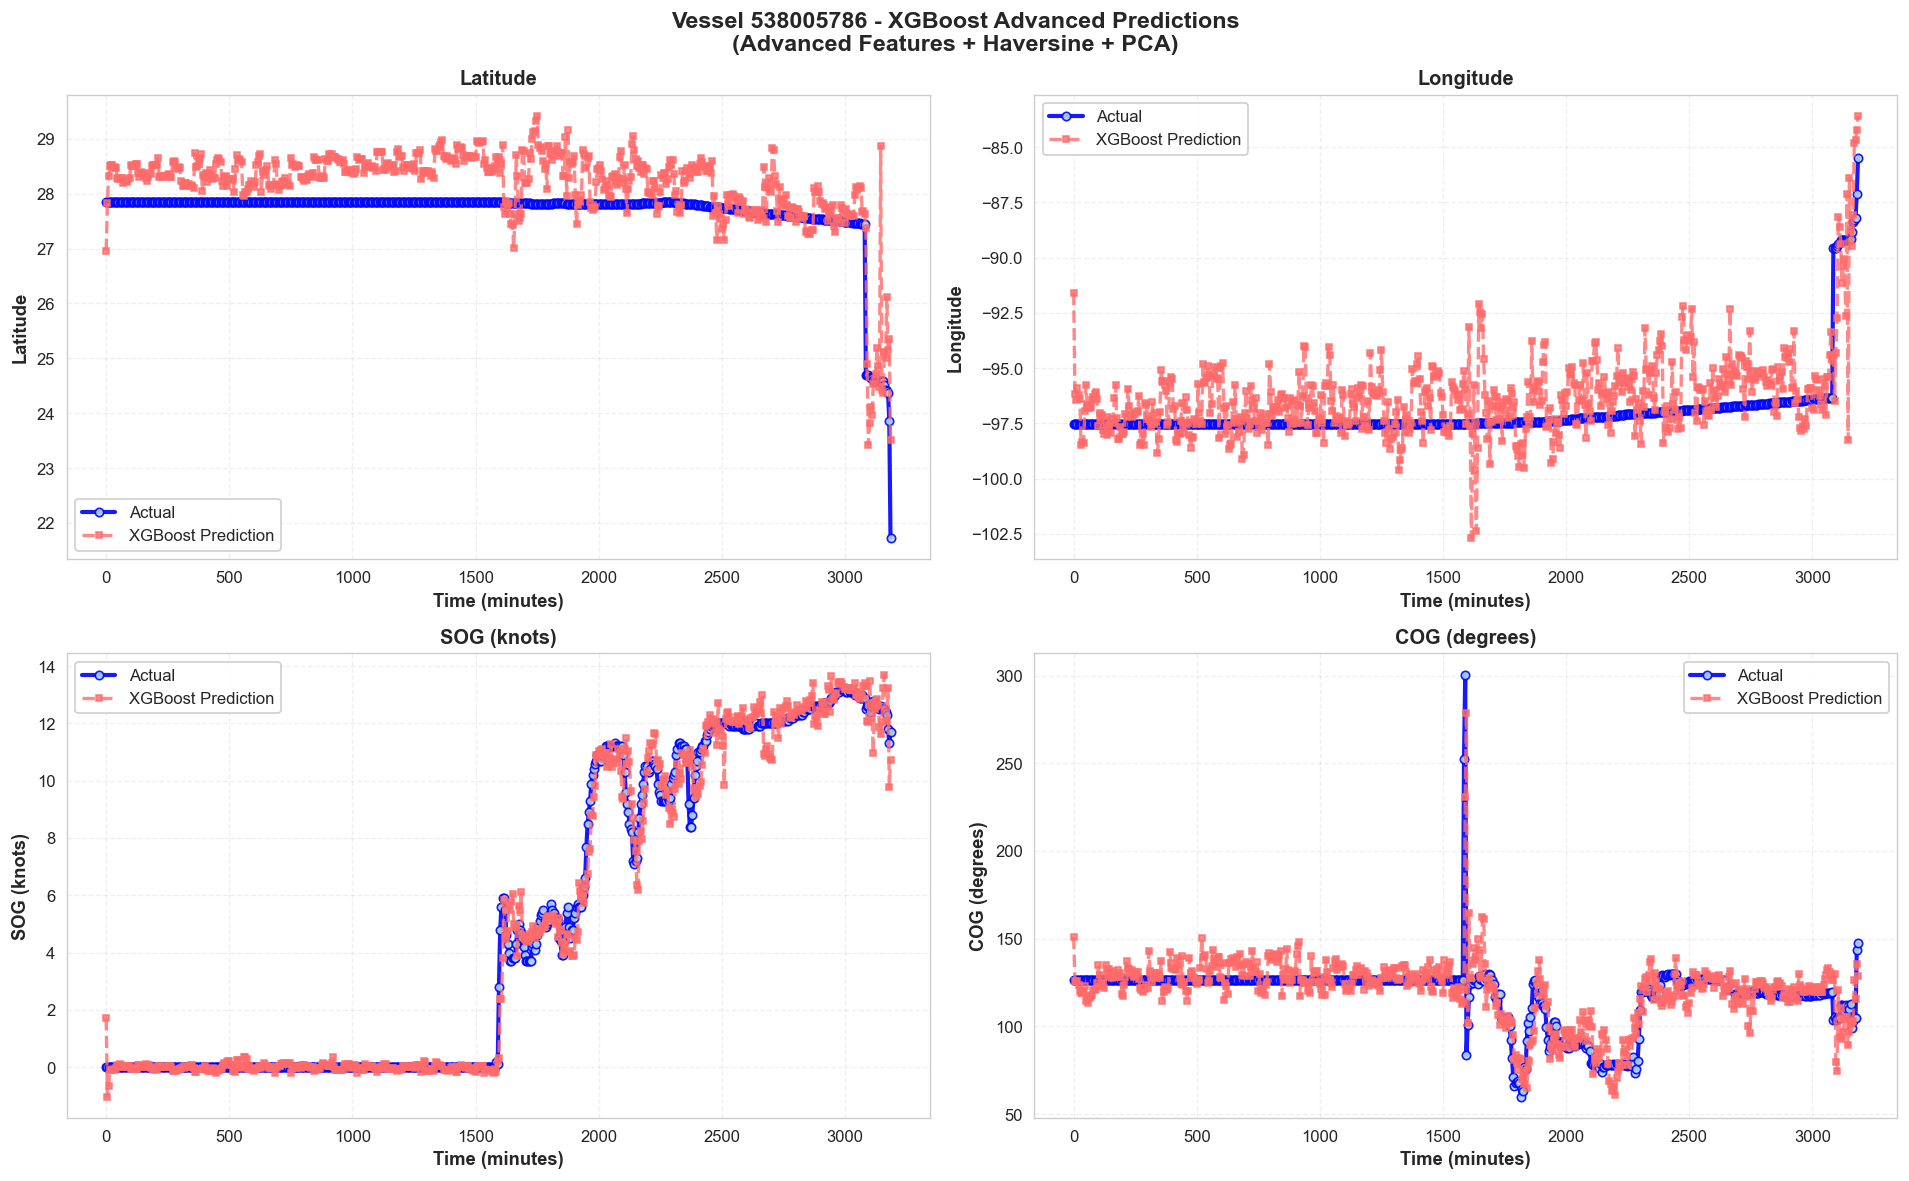 Vessel 538005786 - XGBoost Advanced Predictions
(Advanced Features + Haversine + PCA)
Latitude
29
28
27
26
25
24
23
22
Latitude
Actual
XGBoost Prediction
0 500 1000 1500 2000 2500 3000
Time (minutes)
Longitude
−85.0
−87.5
−90.0
−92.5
−95.0
−97.5
−100.0
−102.5
Longitude
Actual
XGBoost Prediction
0 500 1000 1500 2000 2500 3000
Time (minutes)
SOG (knots)
14
12
10
8
6
4
2
0
SOG (knots)
Actual
XGBoost Prediction
0 500 1000 1500 2000 2500 3000
Time (minutes)
COG (degrees)
300
250
200
150
100
50
COG (degrees)
Actual
XGBoost Prediction
0 500 1000 1500 2000 2500 3000
Time (minutes)